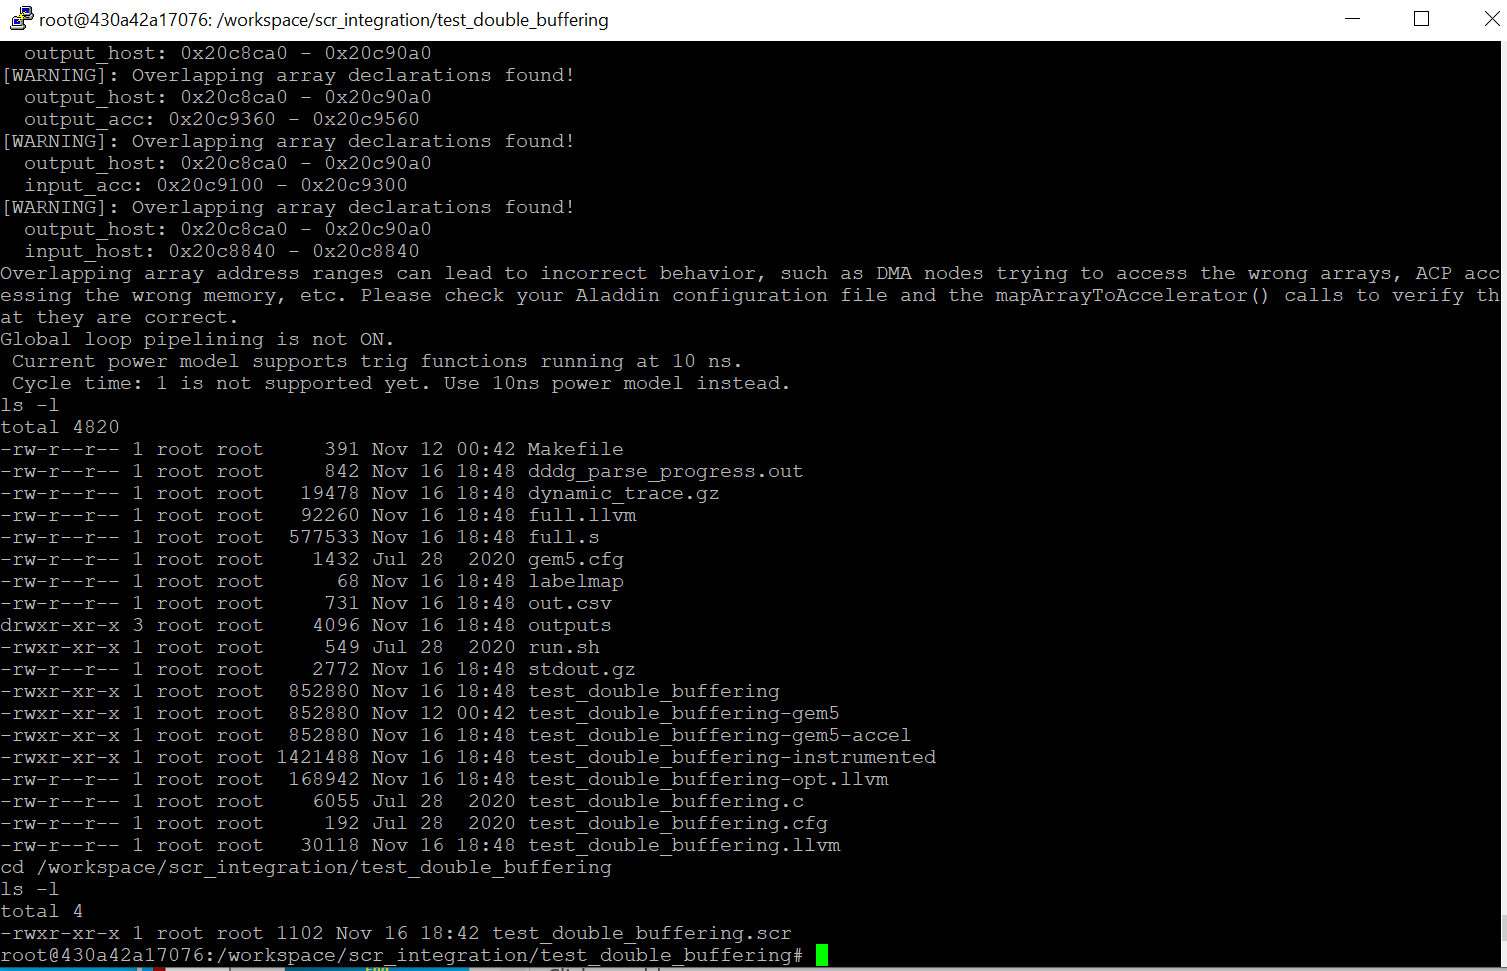 root@430a42a17076: /workspace/scr_integration/test_double_buffering
  output_host: 0x20c8ca0 - 0x20c90a0
[WARNING]: Overlapping array declarations found!
  output_host: 0x20c8ca0 - 0x20c90a0
  output_acc: 0x20c9360 - 0x20c9560
[WARNING]: Overlapping array declarations found!
  output_host: 0x20c8ca0 - 0x20c90a0
  input_acc: 0x20c9100 - 0x20c9300
[WARNING]: Overlapping array declarations found!
  output_host: 0x20c8ca0 - 0x20c90a0
  input_host: 0x20c8840 - 0x20c8840
Overlapping array address ranges can lead to incorrect behavior, such as DMA nodes trying to access the wrong arrays, ACP acc
essing the wrong memory, etc. Please check your Aladdin configuration file and the mapArrayToAccelerator() calls to verify th
at they are correct.
Global loop pipelining is not ON.
 Current power model supports trig functions running at 10 ns.
 Cycle time: 1 is not supported yet. Use 10ns power model instead.
ls -l
total 4820
-rw-r--r-- 1 root root     391 Nov 12 00:42 Makefile
-rw-r--r-- 1 root root     842 Nov 16 18:48 dddg_parse_progress.out
-rw-r--r-- 1 root root   19478 Nov 16 18:48 dynamic_trace.gz
-rw-r--r-- 1 root root   92260 Nov 16 18:48 full.llvm
-rw-r--r-- 1 root root  577533 Nov 16 18:48 full.s
-rw-r--r-- 1 root root    1432 Jul 28  2020 gem5.cfg
-rw-r--r-- 1 root root      68 Nov 16 18:48 labelmap
-rw-r--r-- 1 root root     731 Nov 16 18:48 out.csv
drwxr-xr-x 3 root root    4096 Nov 16 18:48 outputs
-rwxr-xr-x 1 root root     549 Jul 28  2020 run.sh
-rw-r--r-- 1 root root    2772 Nov 16 18:48 stdout.gz
-rwxr-xr-x 1 root root  852880 Nov 16 18:48 test_double_buffering
-rwxr-xr-x 1 root root  852880 Nov 12 00:42 test_double_buffering-gem5
-rwxr-xr-x 1 root root  852880 Nov 16 18:48 test_double_buffering-gem5-accel
-rwxr-xr-x 1 root root 1421488 Nov 16 18:48 test_double_buffering-instrumented
-rw-r--r-- 1 root root  168942 Nov 16 18:48 test_double_buffering-opt.llvm
-rw-r--r-- 1 root root    6055 Jul 28  2020 test_double_buffering.c
-rw-r--r-- 1 root root     192 Jul 28  2020 test_double_buffering.cfg
-rw-r--r-- 1 root root   30118 Nov 16 18:48 test_double_buffering.llvm
cd /workspace/scr_integration/test_double_buffering
ls -l
total 4
-rwxr-xr-x 1 root root 1102 Nov 16 18:42 test_double_buffering.scr
root@430a42a17076:/workspace/scr_integration/test_double_buffering#